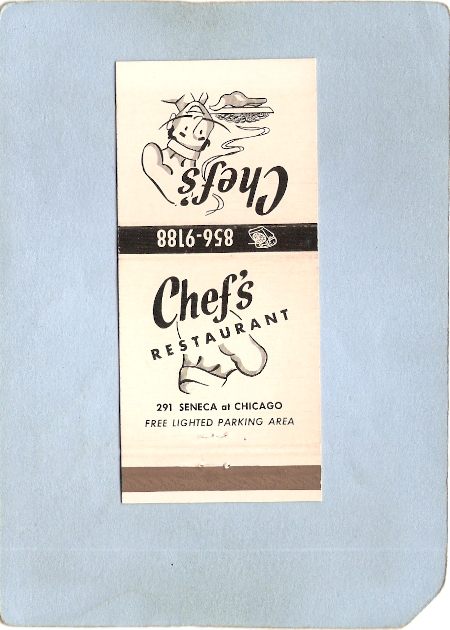 Chef's
856-9188
Chef's
RESTAURANT
291 SENECA at CHICAGO
FREE LIGHTED PARKING AREA